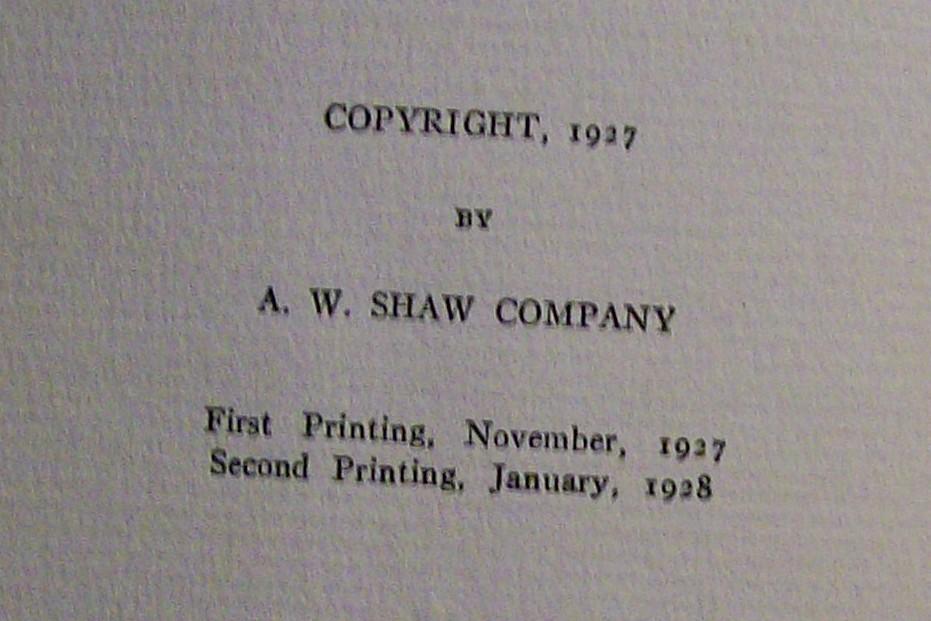 COPYRIGHT, 1927
BY
A. W. SHAW COMPANY
First Printing, November, 1927
Second Printing, January, 1928